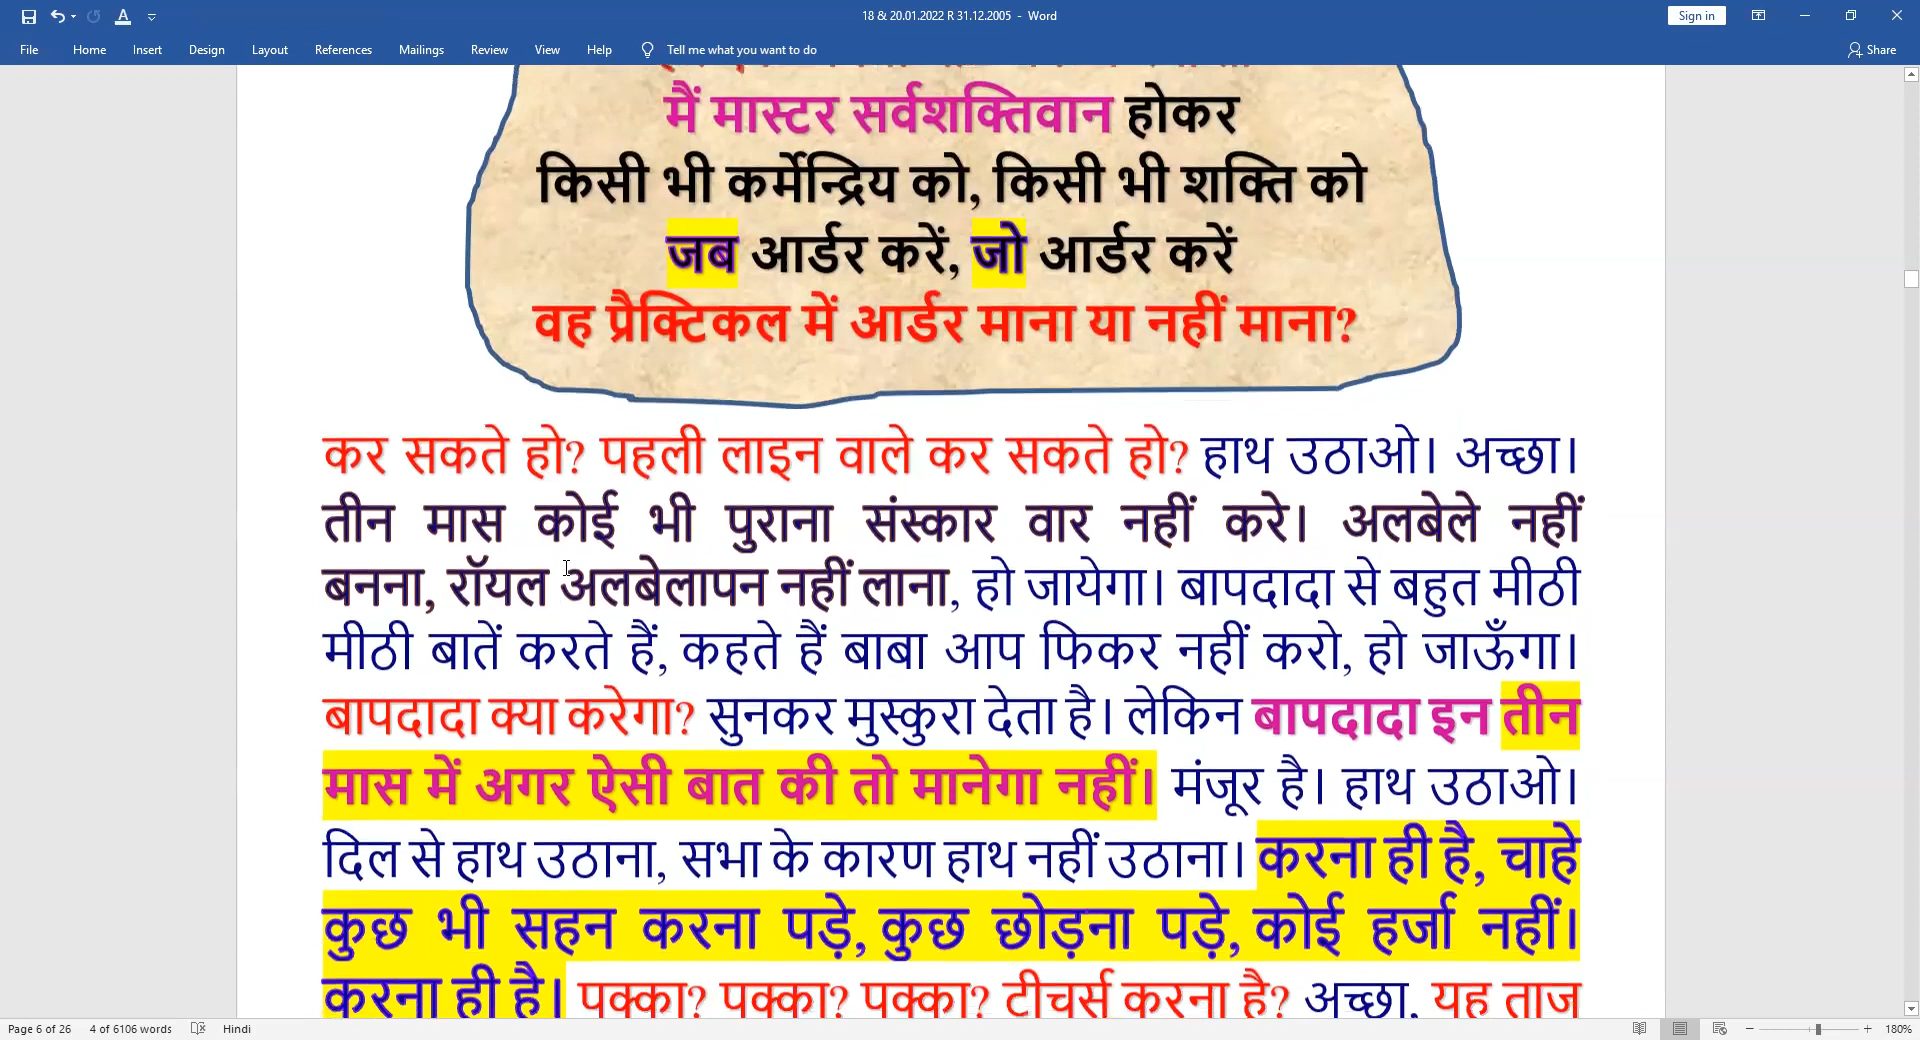 18 & 20.01.2022 R 31.12.2005 - Word
Sign in
File Home Insert Design Layout References Mailings Review View Help Tell me what you want to do Share
मैं मास्टर सर्वशक्तिवान होकर
किसी भी कर्मेन्द्रिय को, किसी भी शक्ति को
जब आर्डर करें, जो आर्डर करें
वह प्रैक्टिकल में आर्डर माना या नहीं माना?
कर सकते हो? पहली लाइन वाले कर सकते हो? हाथ उठाओ। अच्छा।
तीन मास कोई भी पुराना संस्कार वार नहीं करे। अलबेले नहीं
बनना, रॉयल अलबेलापन नहीं लाना, हो जायेगा। बापदादा से बहुत मीठी
मीठी बातें करते हैं, कहते हैं बाबा आप फिकर नहीं करो, हो जाऊँगा।
बापदादा क्या करेगा? सुनकर मुस्कुरा देता है। लेकिन बापदादा इन तीन
मास में अगर ऐसी बात की तो मानेगा नहीं। मंजूर है। हाथ उठाओ।
दिल से हाथ उठाना, सभा के कारण हाथ नहीं उठाना। करना ही है, चाहे
कुछ भी सहन करना पड़े, कुछ छोड़ना पड़े, कोई हर्जा नहीं।
करना ही है। पक्का? पक्का? पक्का? टीचर्स करना है? अच्छा, यह ताज
Page 6 of 26 4 of 6106 words Hindi 180%